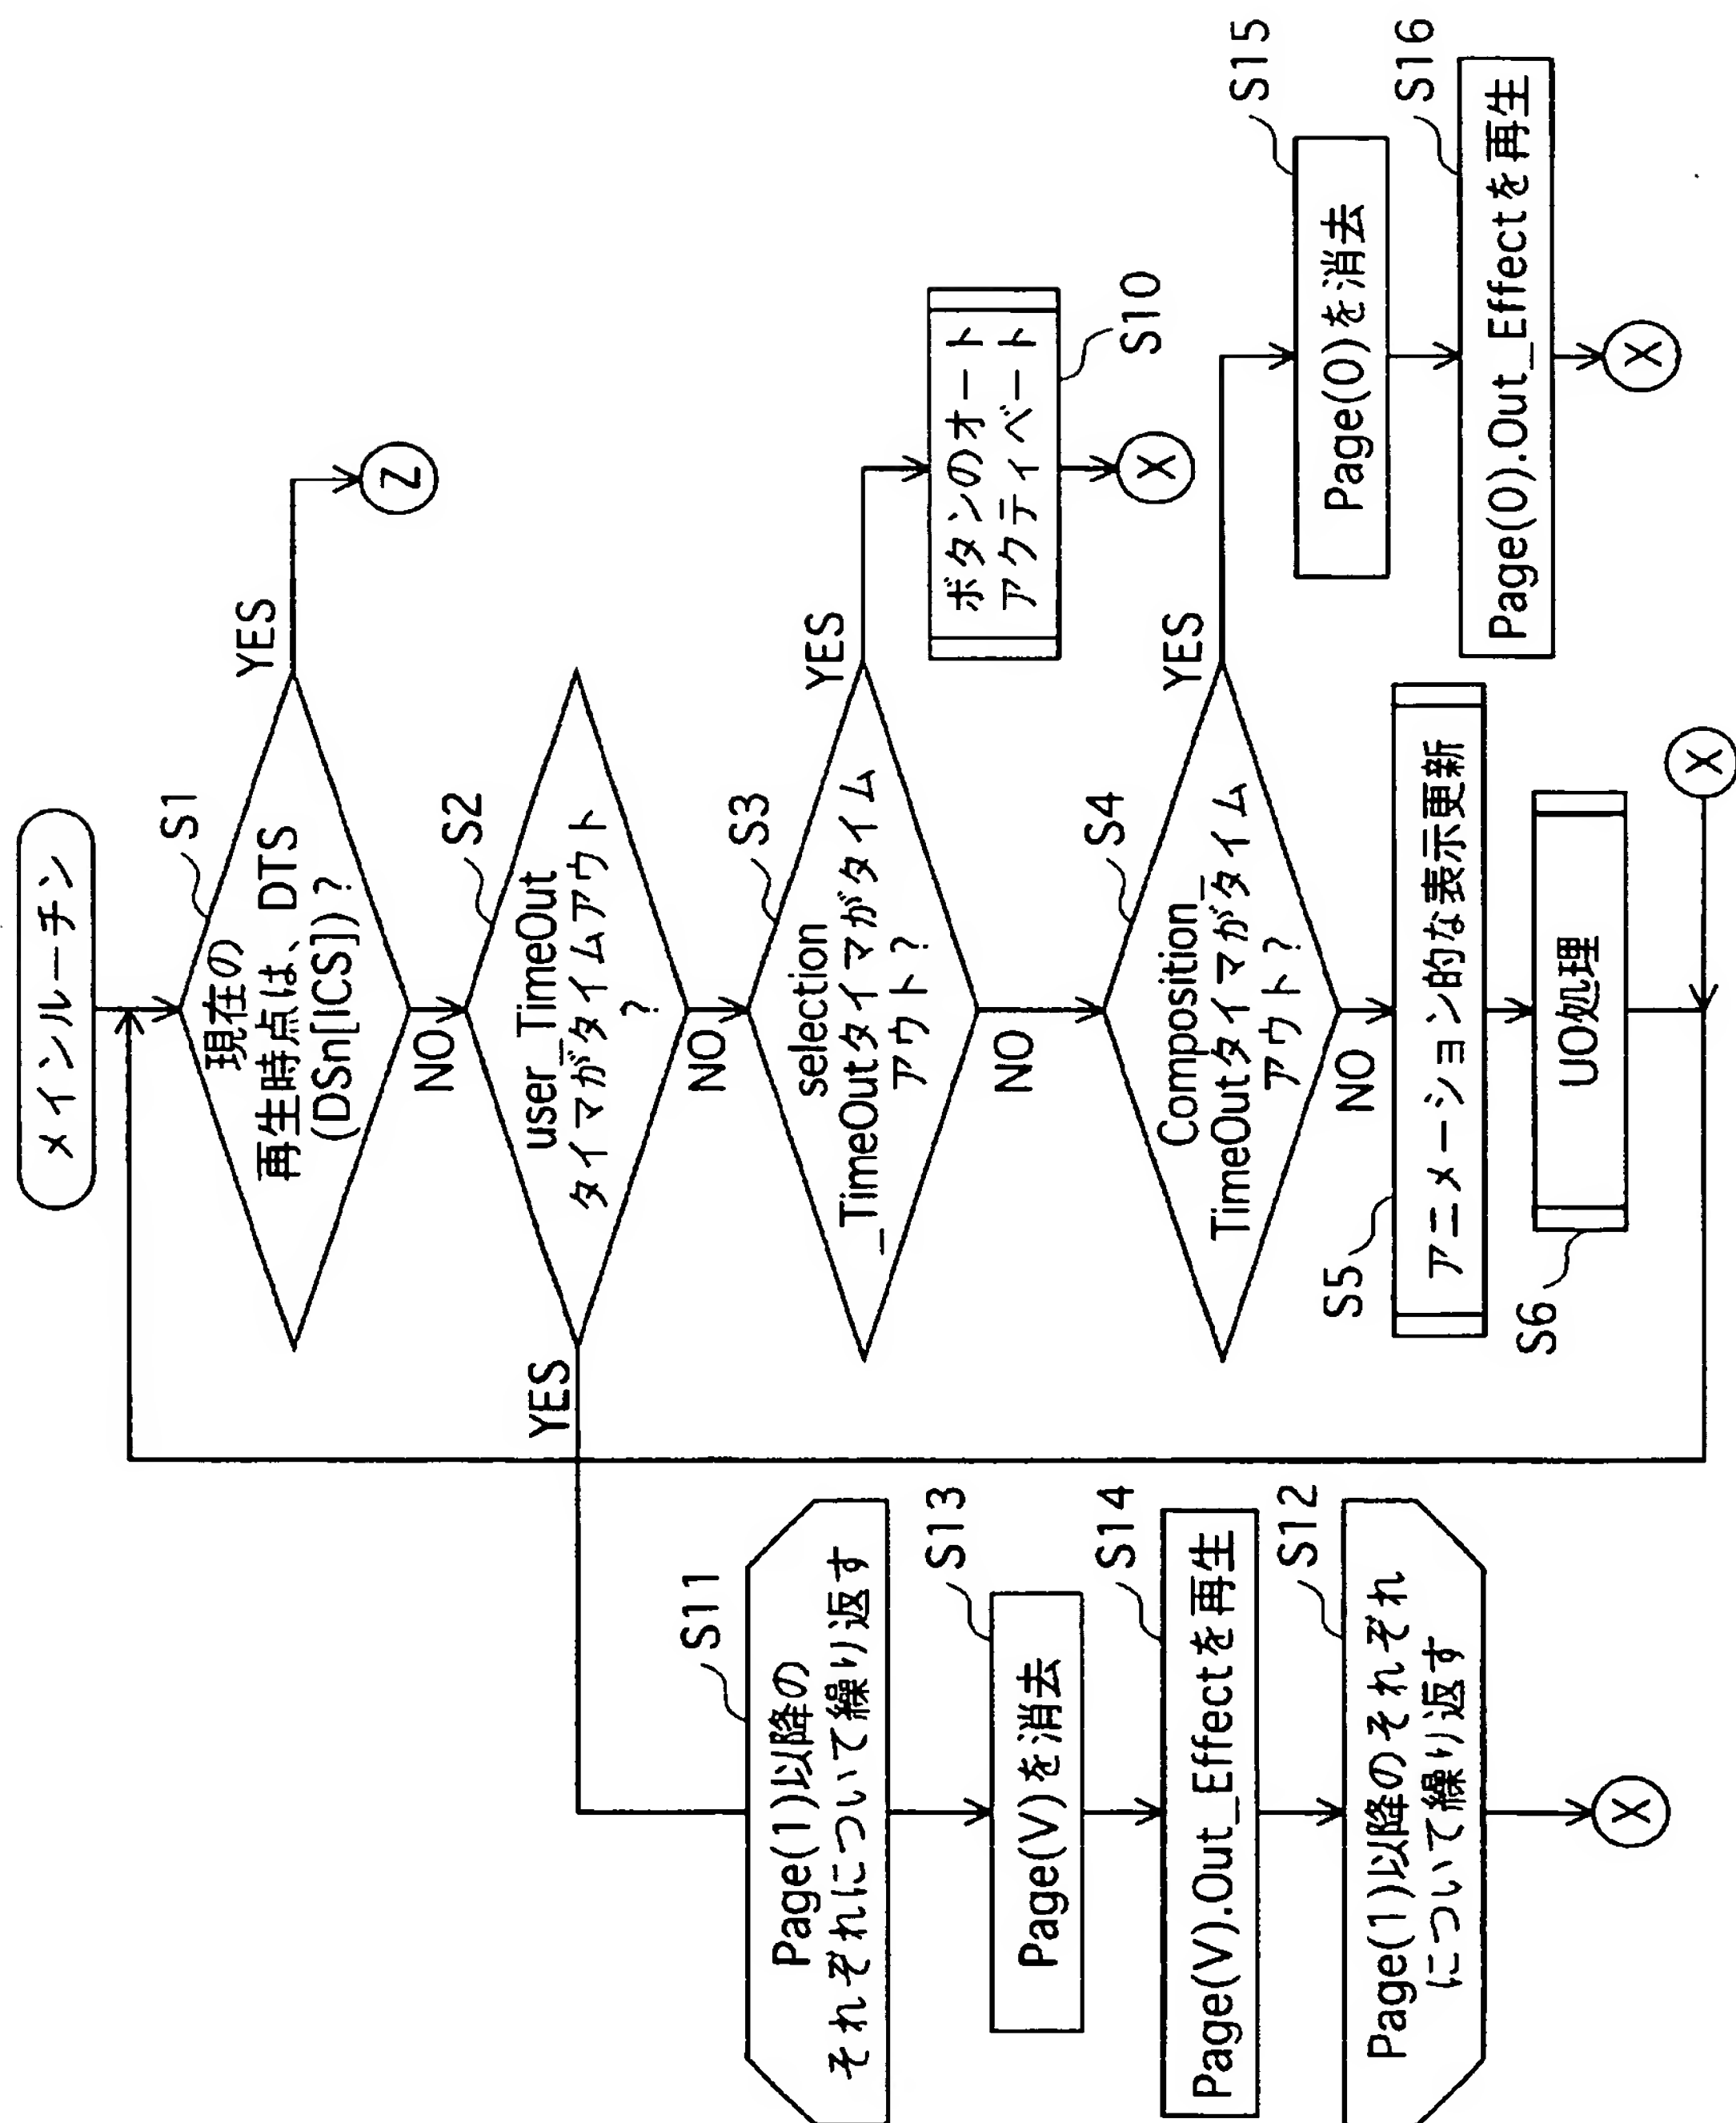 メインルーチン
S1
現在の
再生時点は、DTS
(DSn[ICS])?
YES
Z
NO
S2
user_TimeOut
タイマがタイムアウト
?
YES
NO
S3
selection
_TimeOutタイマがタイム
アウト?
YES
ボタンのオート
アクティベート
S10
X
NO
S4
Composition_
TimeOutタイマがタイム
アウト?
YES
S15
Page(0)を消去
S16
Page(0).Out_Effectを再生
X
NO
S5
アニメーション的な表示更新
S6
UO処理
X
S11
Page(1)以降の
それぞれについて繰り返す
S13
Page(V)を消去
S14
Page(V).Out_Effectを再生
S12
Page(1)以降のそれぞれ
について繰り返す
X